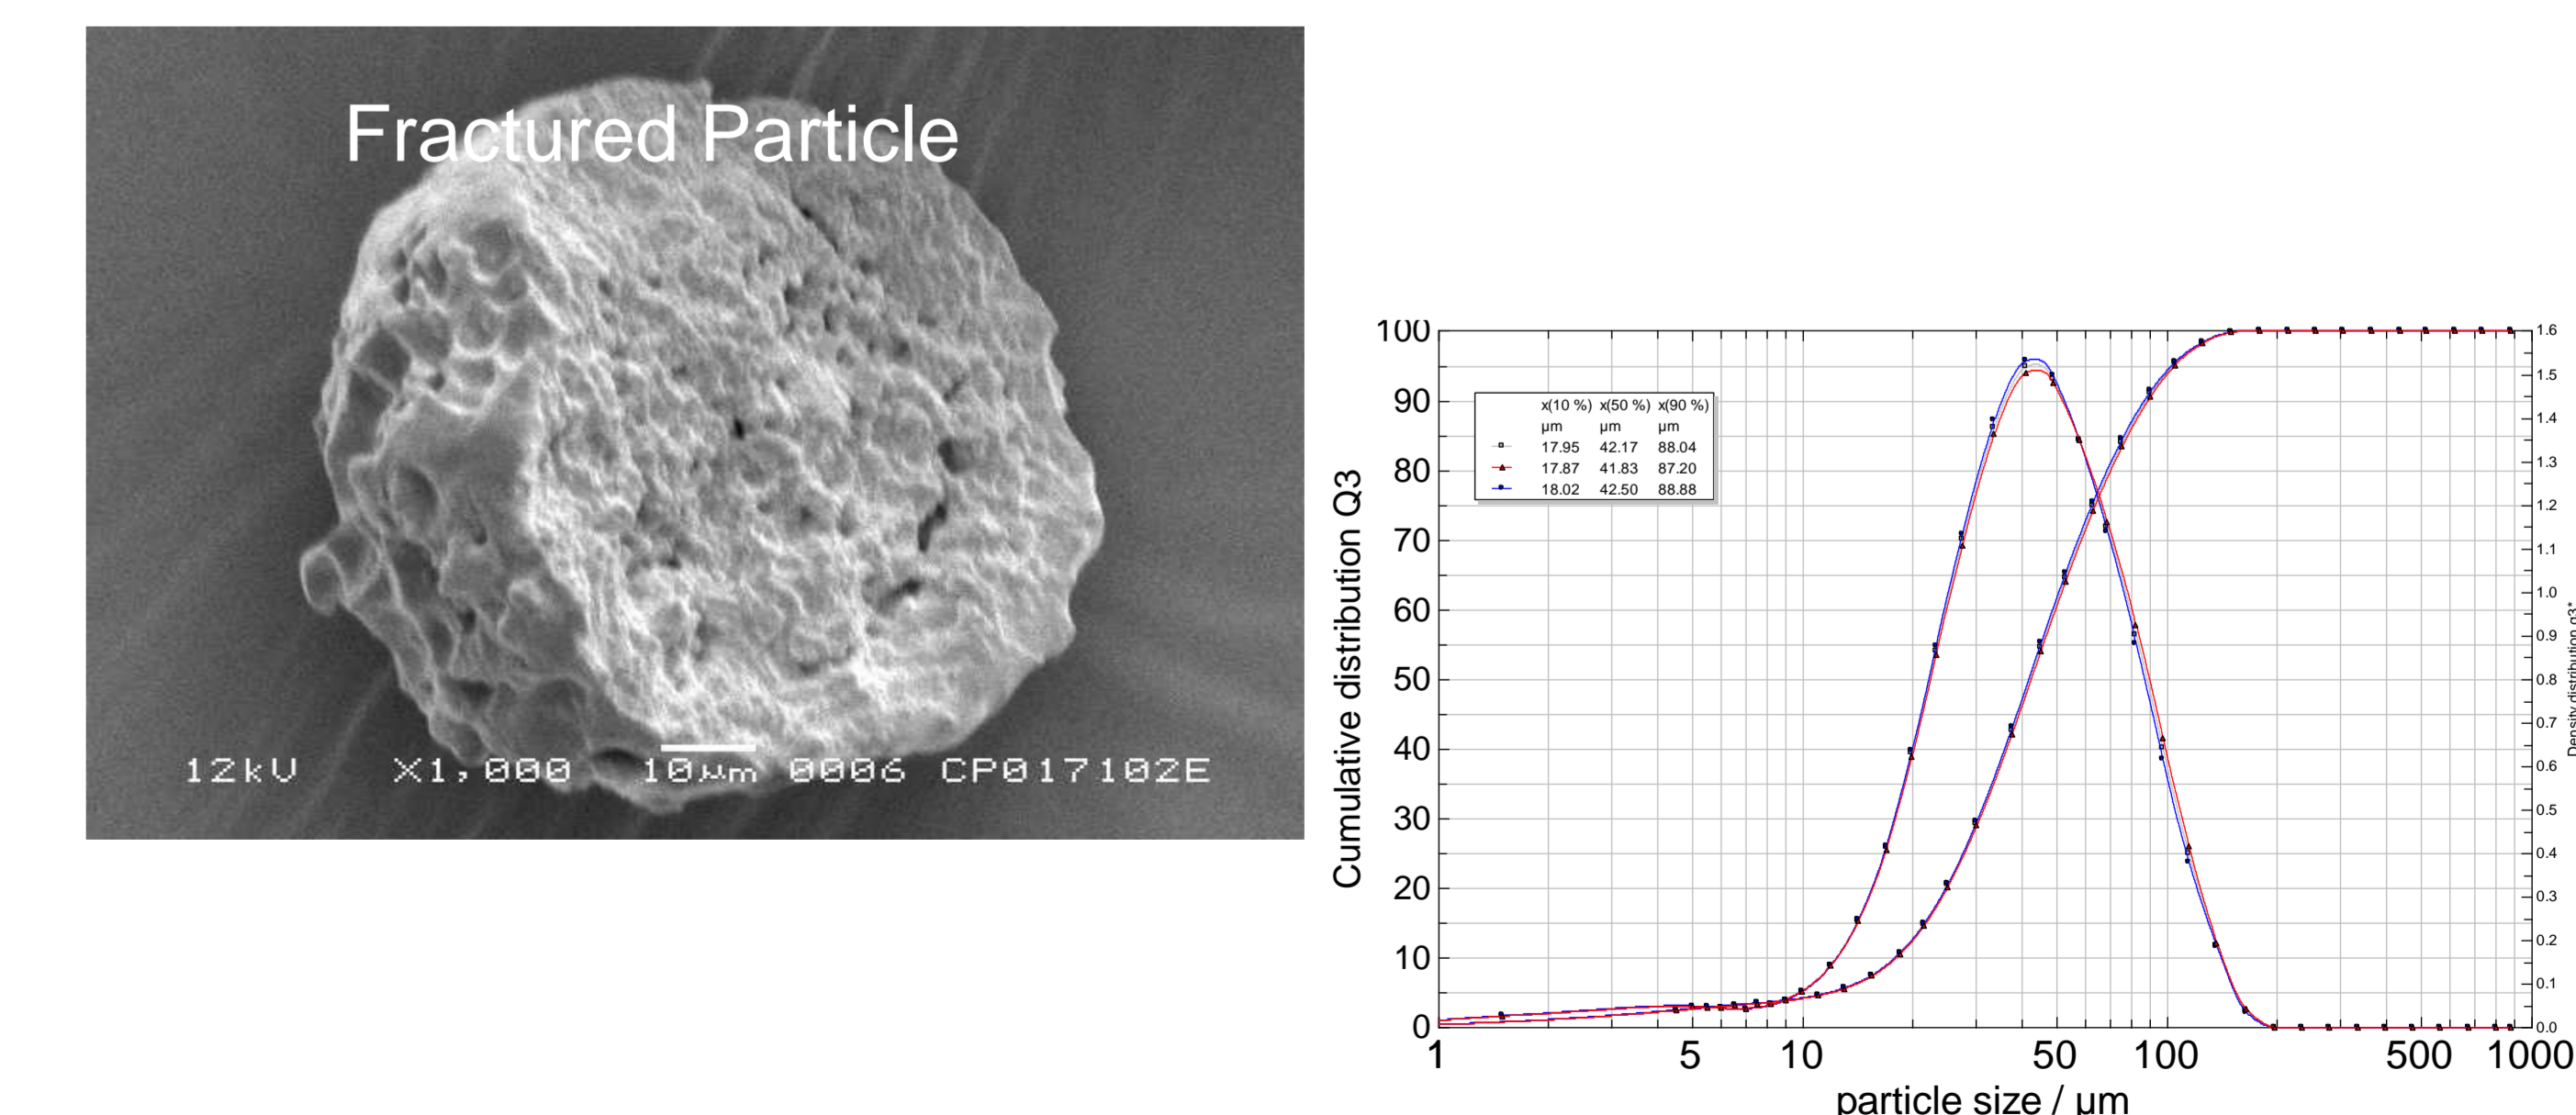 Fractured Particle
12kV X1,000 10µm 0006 CP017102E
Cumulative distribution Q3
100
90
80
70
60
50
40
30
20
10
0
x(10 %) x(50 %) x(90 %)
µm µm µm
17.95 42.17 88.04
17.87 41.83 87.20
18.02 42.50 88.88
1.6
1.5
1.4
1.3
1.2
1.1
1.0
0.9
0.8
0.7
0.6
0.5
0.4
0.3
0.2
0.1
0.0
Density distribution q3*
1 5 10 50 100 500 1000
particle size / µm